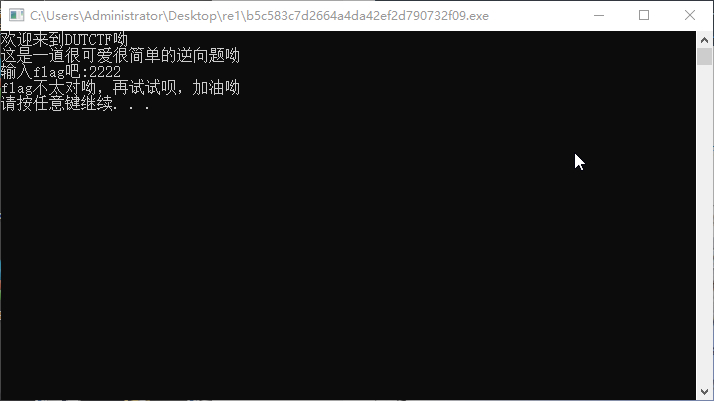 C:\Users\Administrator\Desktop\re1\b5c583c7d2664a4da42ef2d790732f09.exe
欢迎来到DUTCTF呦
这是一道很可爱很简单的逆向题呦
输入flag吧:2222
flag不太对呦，再试试呗，加油呦
请按任意键继续. . .